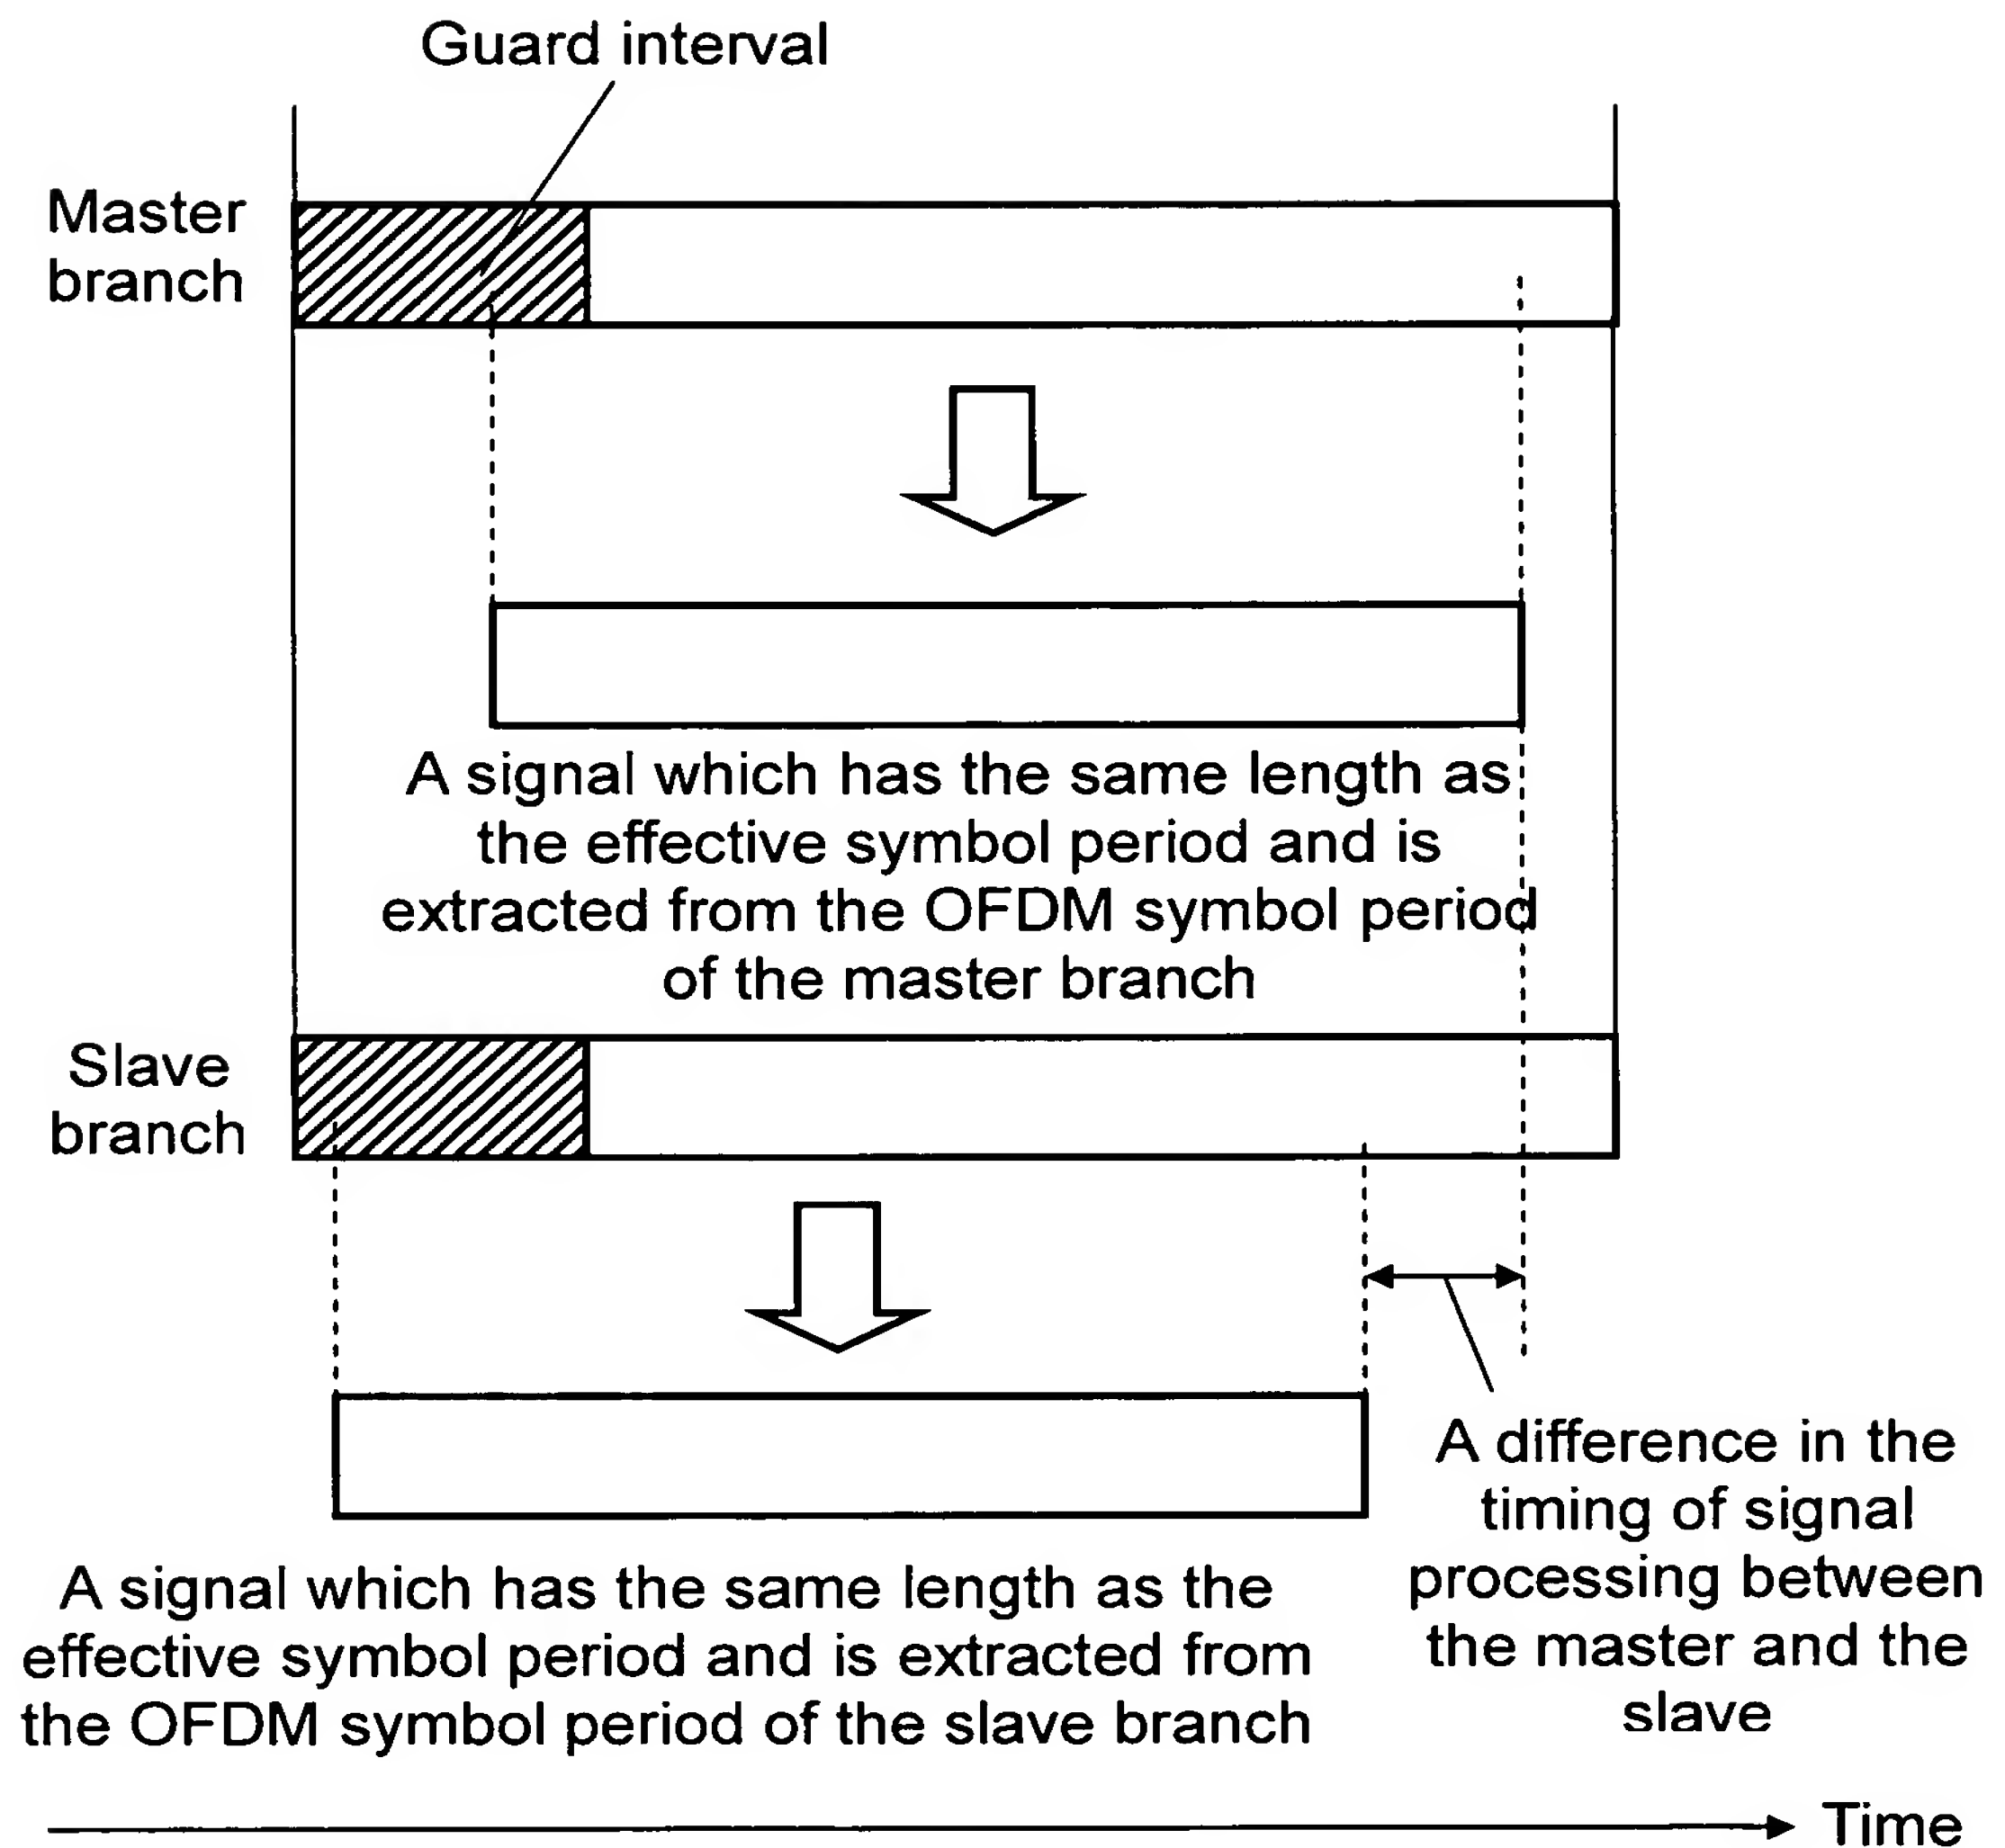 Guard interval
Master
branch
A signal which has the same length as
the effective symbol period and is
extracted from the OFDM symbol period
of the master branch
Slave
branch
A difference in the
timing of signal
processing between
the master and the
slave
A signal which has the same length as the
effective symbol period and is extracted from
the OFDM symbol period of the slave branch
Time